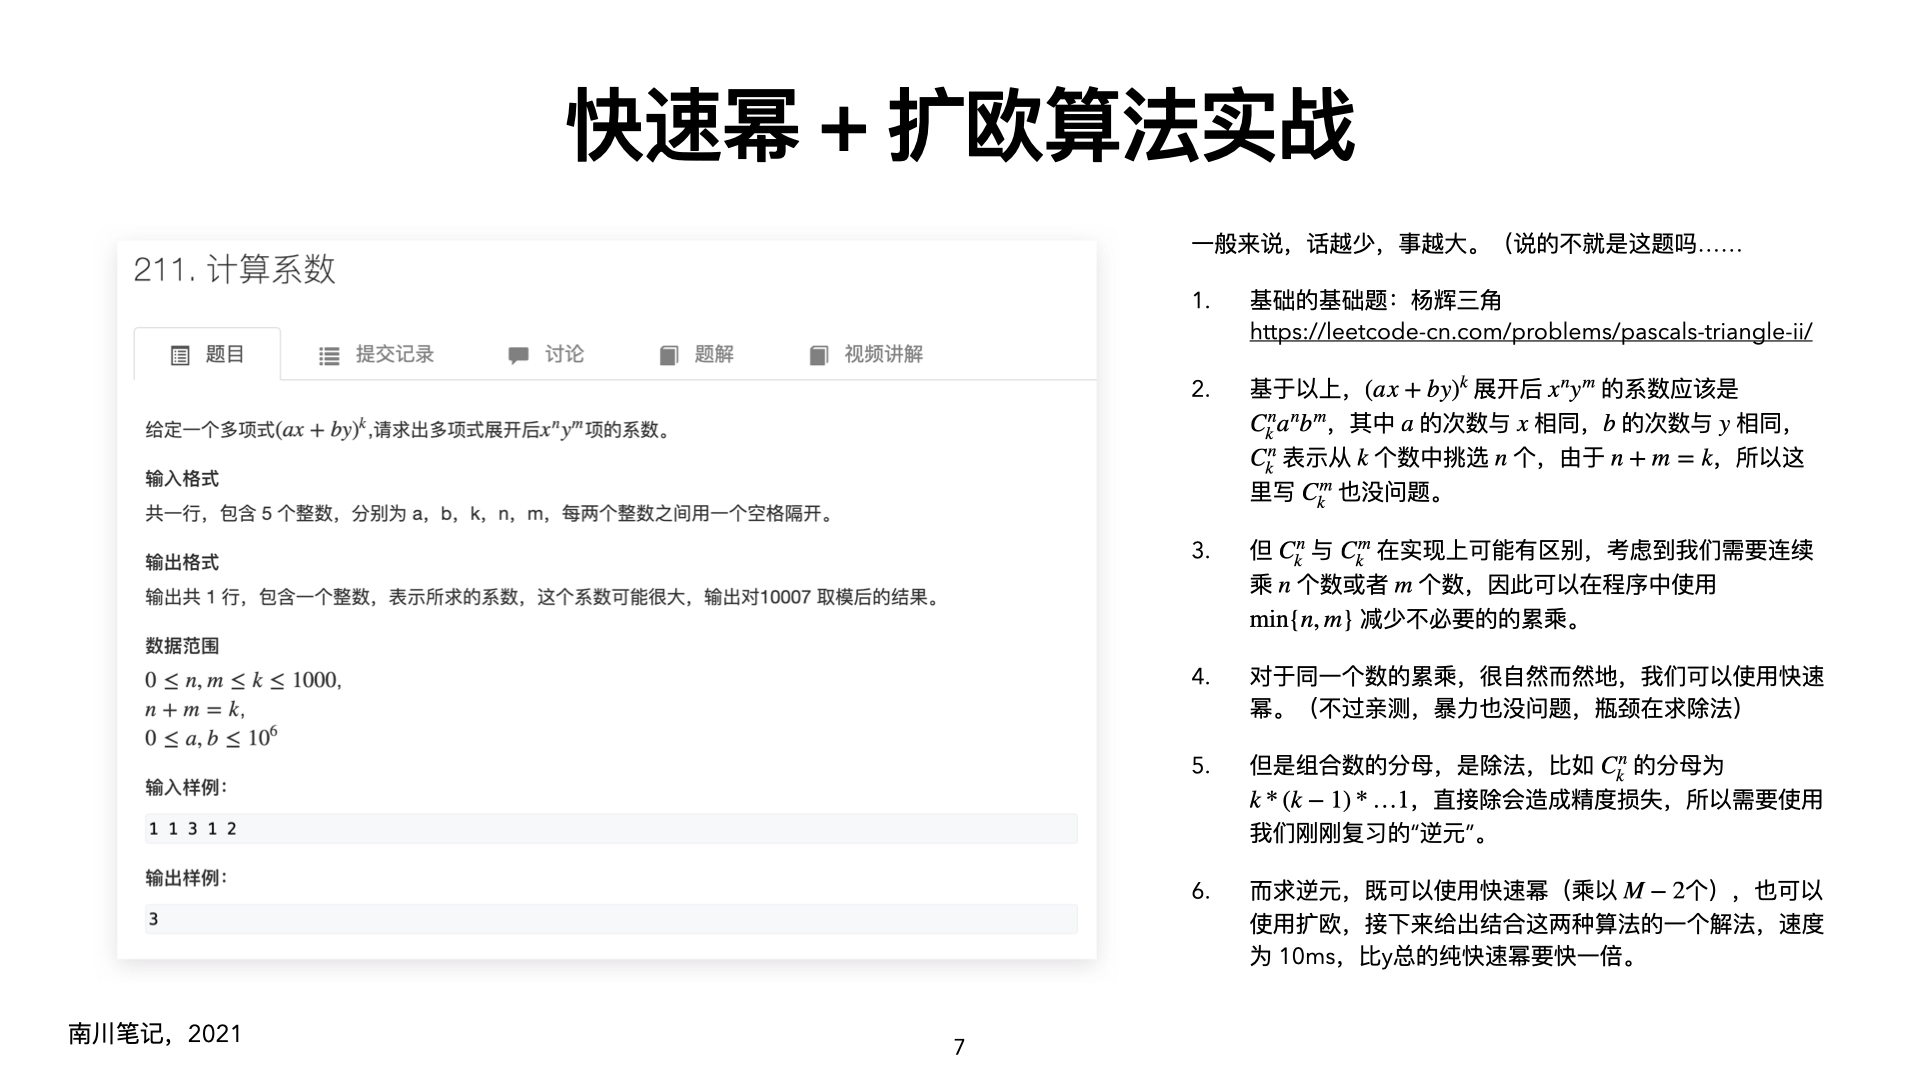 快速幂 + 扩欧算法实战
211. 计算系数
题目 提交记录 讨论 题解 视频讲解
给定一个多项式(ax + by)^k,请求出多项式展开后x^n y^m项的系数。
输入格式
共一行，包含 5 个整数，分别为 a，b，k，n，m，每两个整数之间用一个空格隔开。
输出格式
输出共 1 行，包含一个整数，表示所求的系数，这个系数可能很大，输出对10007 取模后的结果。
数据范围
0 ≤ n, m ≤ k ≤ 1000,
n + m = k,
0 ≤ a, b ≤ 10^6
输入样例：
1 1 3 1 2
输出样例：
3
一般来说，话越少，事越大。（说的不就是这题吗……
1. 基础的基础题：杨辉三角
https://leetcode-cn.com/problems/pascals-triangle-ii/
2. 基于以上，(ax + by)^k 展开后 x^n y^m 的系数应该是
C_k^n a^n b^m，其中 a 的次数与 x 相同，b 的次数与 y 相同，
C_k^n 表示从 k 个数中挑选 n 个，由于 n + m = k，所以这
里写 C_k^m 也没问题。
3. 但 C_k^n 与 C_k^m 在实现上可能有区别，考虑到我们需要连续
乘 n 个数或者 m 个数，因此可以在程序中使用
min{n, m} 减少不必要的的累乘。
4. 对于同一个数的累乘，很自然而然地，我们可以使用快速
幂。（不过亲测，暴力也没问题，瓶颈在求除法）
5. 但是组合数的分母，是除法，比如 C_k^n 的分母为
k * (k − 1) * …1，直接除会造成精度损失，所以需要使用
我们刚刚复习的“逆元”。
6. 而求逆元，既可以使用快速幂（乘以 M − 2个），也可以
使用扩欧，接下来给出结合这两种算法的一个解法，速度
为 10ms，比y总的纯快速幂要快一倍。
南川笔记，2021
7